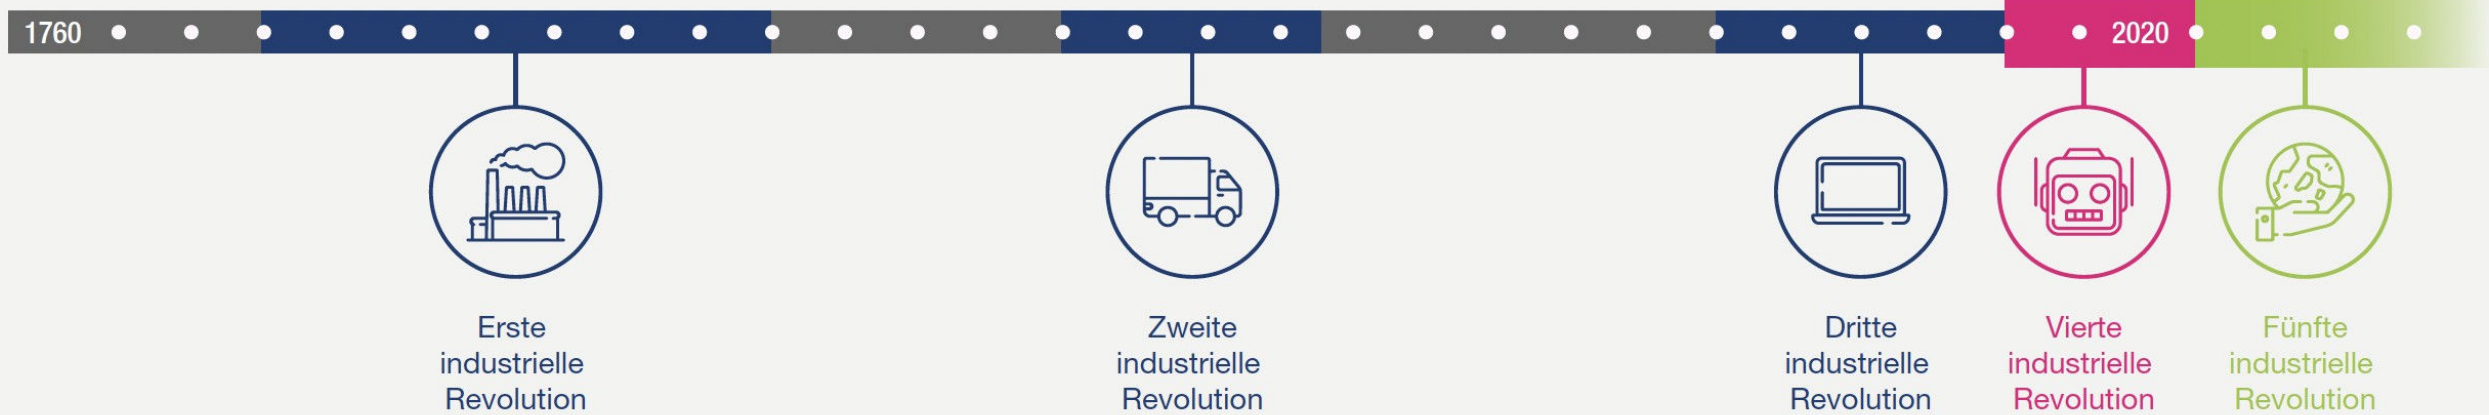 1760
2020
Erste
industrielle
Revolution
Zweite
industrielle
Revolution
Dritte
industrielle
Revolution
Vierte
industrielle
Revolution
Fünfte
industrielle
Revolution